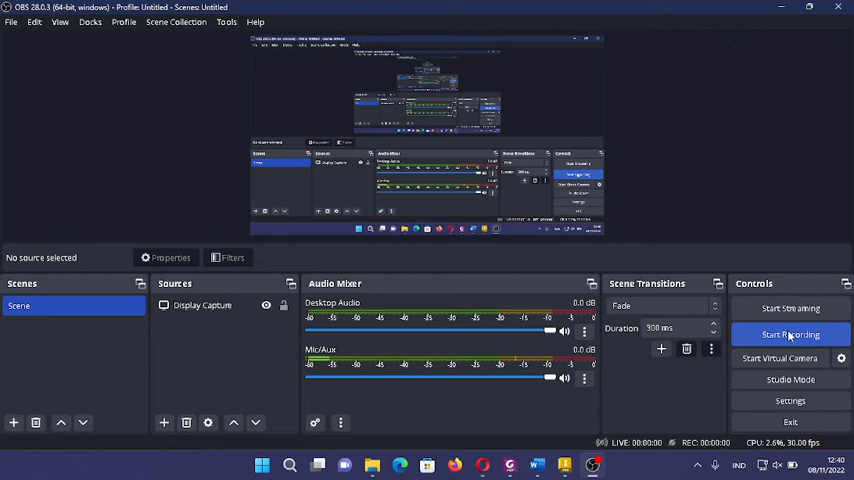 OBS 28.0.3 (64-bit, windows) - Profile: Untitled - Scenes: Untitled
File Edit View Docks Profile Scene Collection Tools Help
No source selected
Properties
Filters
Scenes
Scene
Sources
Display Capture
Audio Mixer
Desktop Audio 0.0 dB
-60 -55 -50 -45 -40 -35 -30 -25 -20 -15 -10 -5 0
Mic/Aux 0.0 dB
-60 -55 -50 -45 -40 -35 -30 -25 -20 -15 -10 -5 0
Scene Transitions
Fade
Duration 300 ms
Controls
Start Streaming
Start Recording
Start Virtual Camera
Studio Mode
Settings
Exit
LIVE: 00:00:00 REC: 00:00:00 CPU: 2.6%, 30.00 fps
IND
12:40
08/11/2022